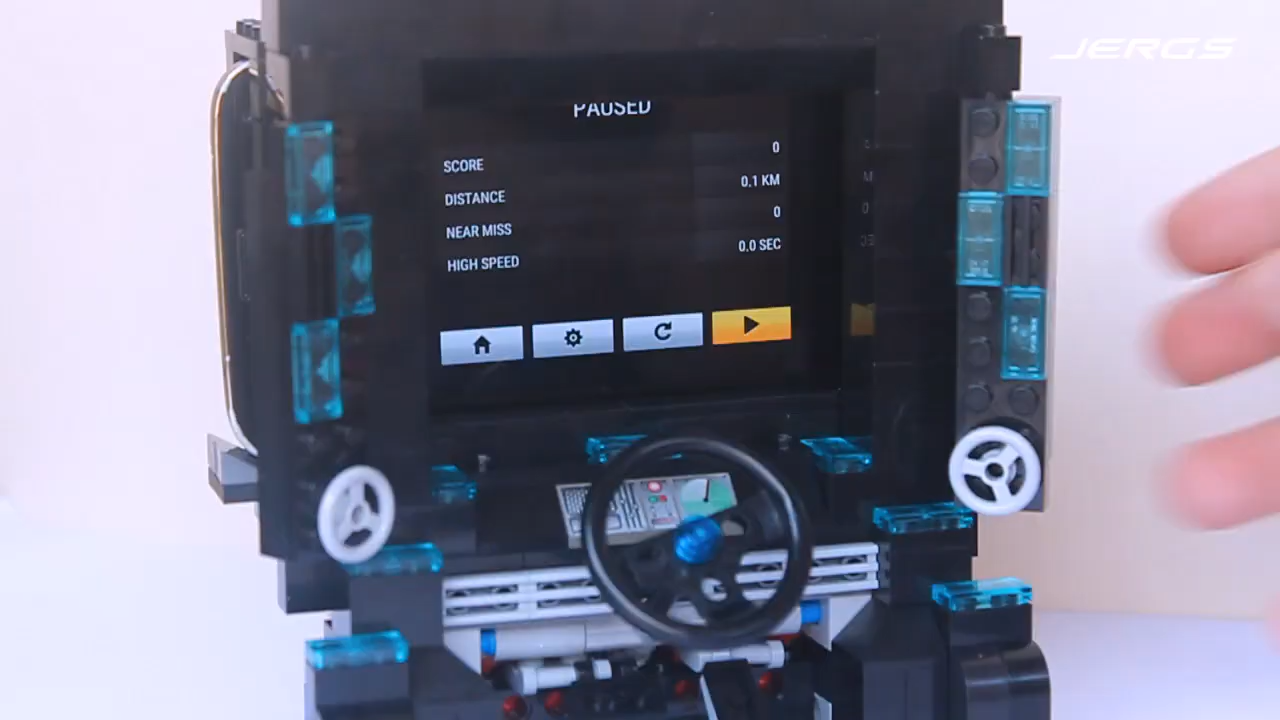 JERGS
PAUSED
SCORE 0
DISTANCE 0.1 KM
NEAR MISS 0
HIGH SPEED 0.0 SEC